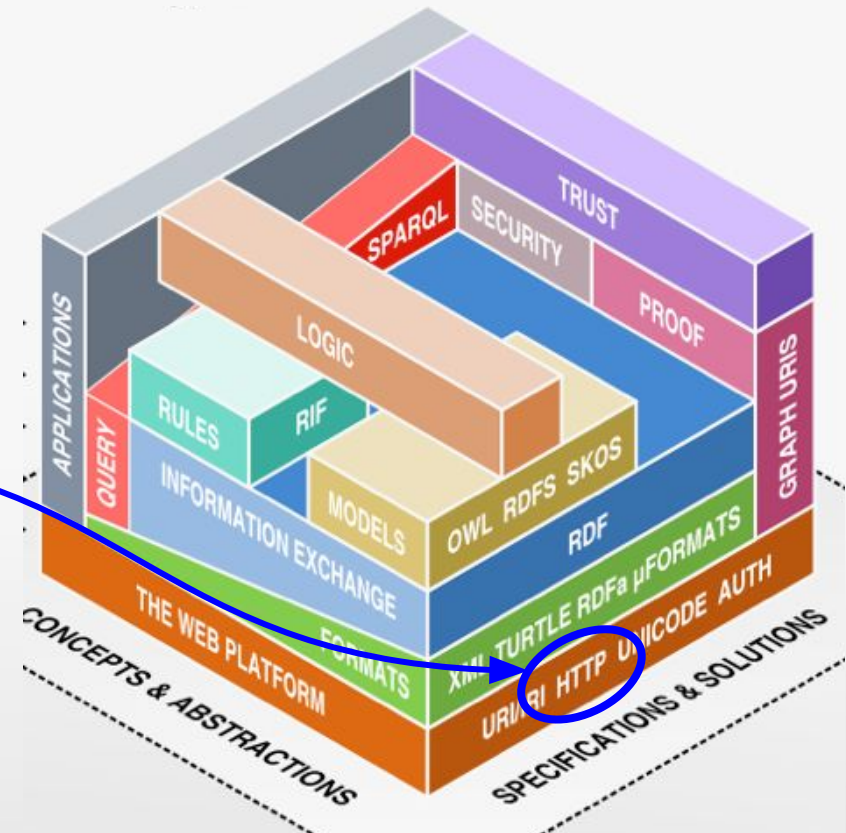 TRUST
SPARQL
SECURITY
PROOF
LOGIC
APPLICATIONS
RULES
RIF
GRAPH URIS
QUERY
INFORMATION EXCHANGE
MODELS
OWL RDFS SKOS
RDF
THE WEB PLATFORM
FORMATS
XML TURTLE RDFa µFORMATS
URI/IRI HTTP UNICODE AUTH
CONCEPTS & ABSTRACTIONS
SPECIFICATIONS & SOLUTIONS